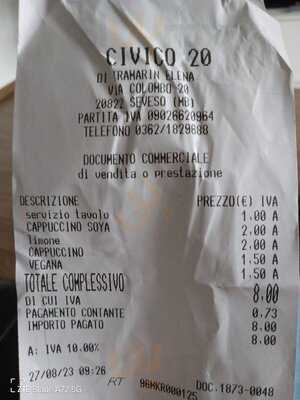 CIVICO 20
DI TRAMARIN ELENA
VIA COLOMBO 20
20822 SEVESO (MB)
PARTITA IVA 09026620964
TELEFONO 0362/1829688
DOCUMENTO COMMERCIALE
di vendita o prestazione
DESCRIZIONE PREZZO(€) IVA
servizio tavolo 1,00 A
CAPPUCCINO SOYA 2,00 A
limone 2,00 A
CAPPUCCINO 1,50 A
VEGANA 1,50 A
TOTALE COMPLESSIVO 8,00
DI CUI IVA 0,73
PAGAMENTO CONTANTE 8,00
IMPORTO PAGATO 8,00
A: IVA 10.00%
27/08/23 09:26 DOC.1873-0048
RT 96MKR000125